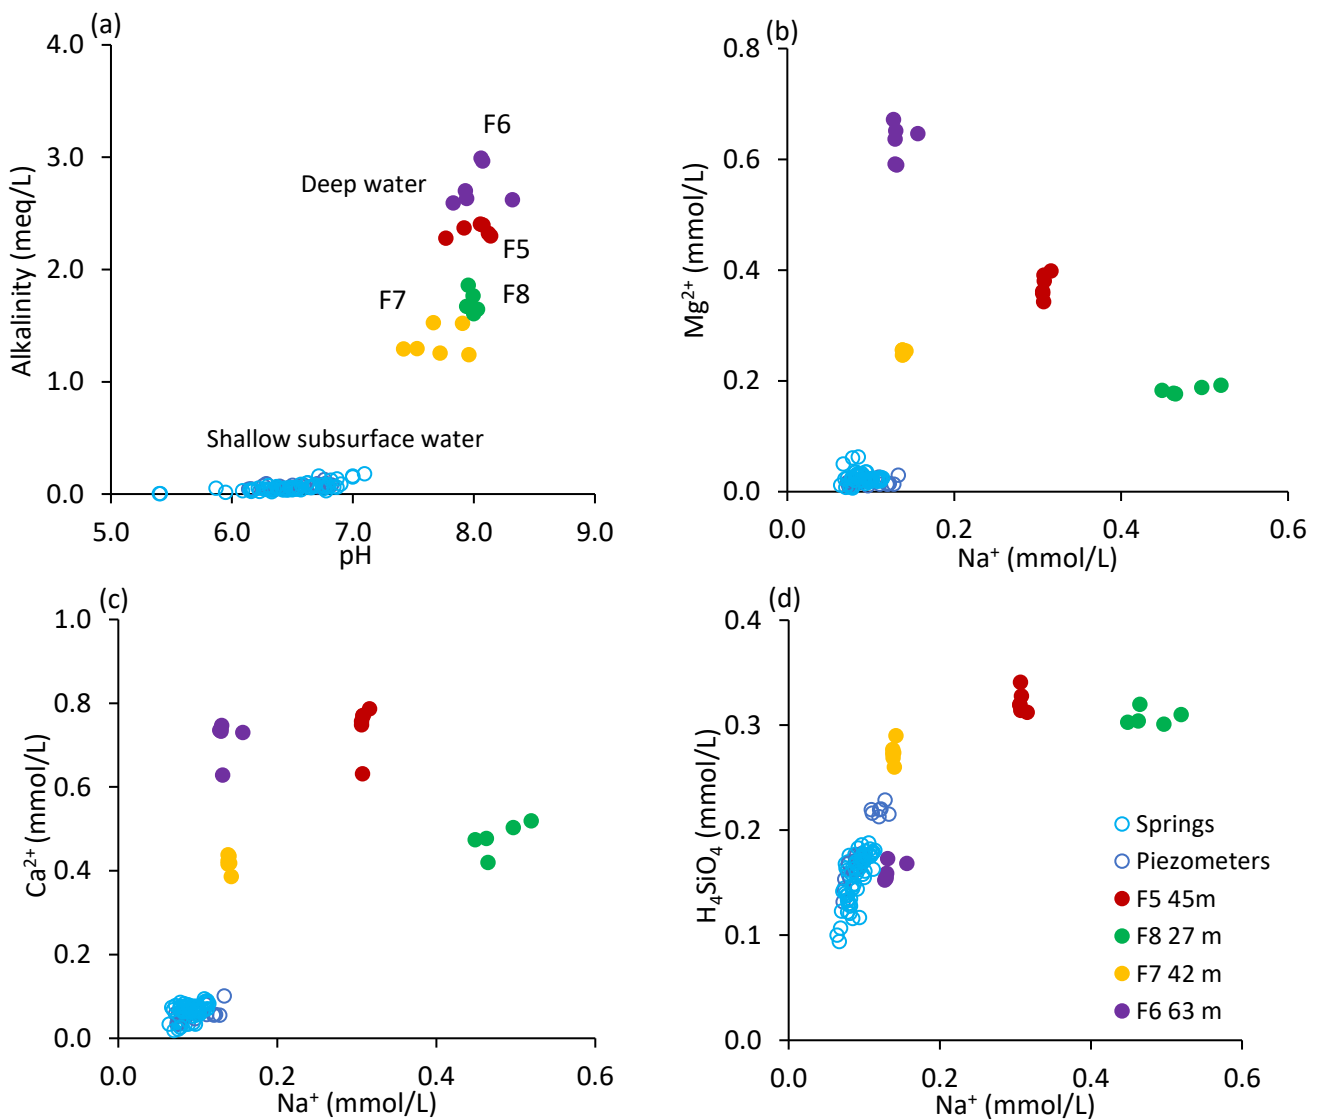 (a)
4.0
3.0
2.0
1.0
0.0
Alkalinity (meq/L)
F6
Deep water
F5
F7
F8
Shallow subsurface water
5.0 6.0 7.0 8.0 9.0
pH
(b)
0.8
0.6
0.4
0.2
0.0
Mg²⁺ (mmol/L)
0.0 0.2 0.4 0.6
Na⁺ (mmol/L)
(c)
1.0
0.8
0.6
0.4
0.2
0.0
Ca²⁺ (mmol/L)
0.0 0.2 0.4 0.6
Na⁺ (mmol/L)
(d)
0.4
0.3
0.2
0.1
0.0
H₄SiO₄ (mmol/L)
Springs
Piezometers
F5 45m
F8 27 m
F7 42 m
F6 63 m
0.0 0.2 0.4 0.6
Na⁺ (mmol/L)